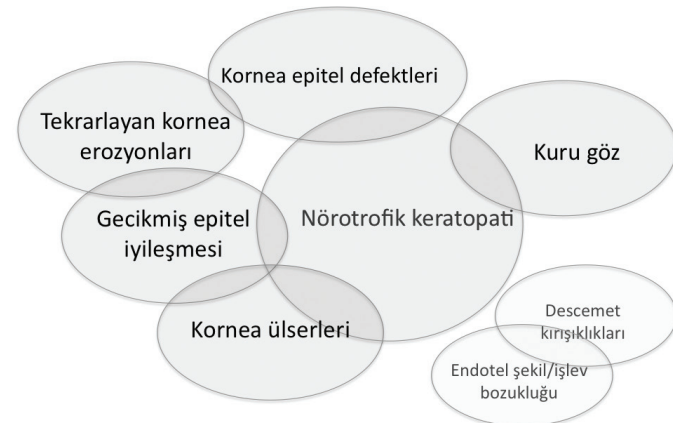 Kornea epitel defektleri
Tekrarlayan kornea
erozyonları
Kuru göz
Gecikmiş epitel
iyileşmesi
Nörotrofik keratopati
Kornea ülserleri
Descemet
kırışıklıkları
Endotel şekil/işlev
bozukluğu